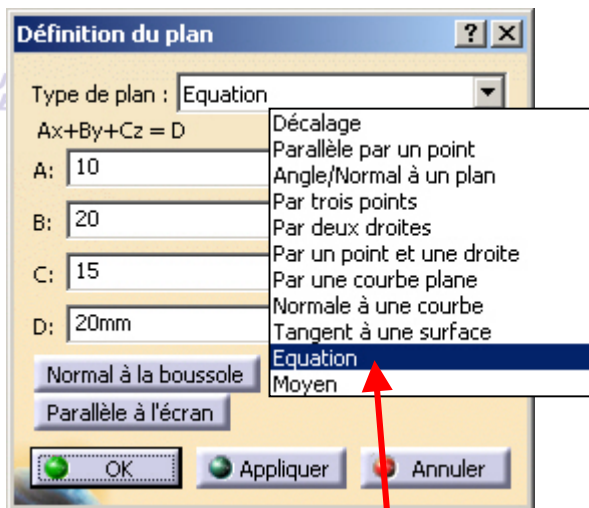 Définition du plan
Type de plan : Equation
Ax+By+Cz = D
A: 10
B: 20
C: 15
D: 20mm
Décalage
Parallèle par un point
Angle/Normal à un plan
Par trois points
Par deux droites
Par un point et une droite
Par une courbe plane
Normale à une courbe
Tangent à une surface
Equation
Moyen
Normal à la boussole
Parallèle à l'écran
OK Appliquer Annuler